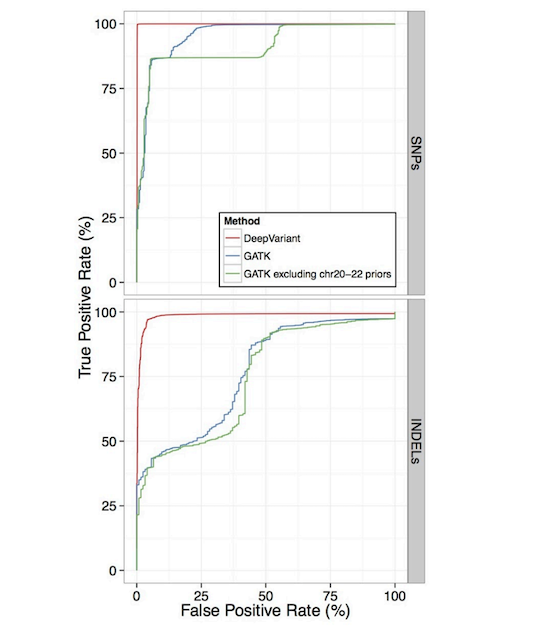 100
75
50
25
0
SNPs
Method
DeepVariant
GATK
GATK excluding chr20−22 priors
True Positive Rate (%)
100
75
50
25
0
INDELs
0 25 50 75 100
False Positive Rate (%)